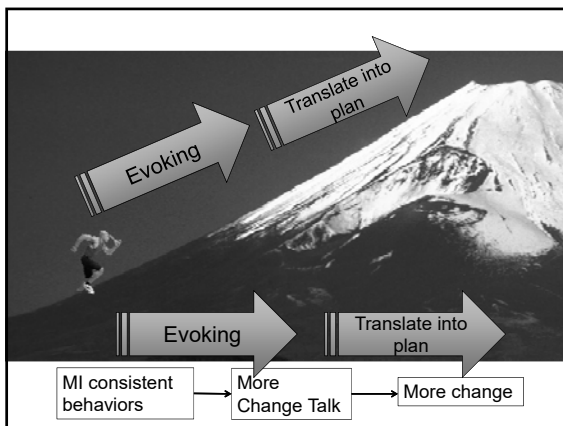 Evoking
Translate into
plan
Evoking
Translate into
plan
MI consistent
behaviors
More
Change Talk
More change